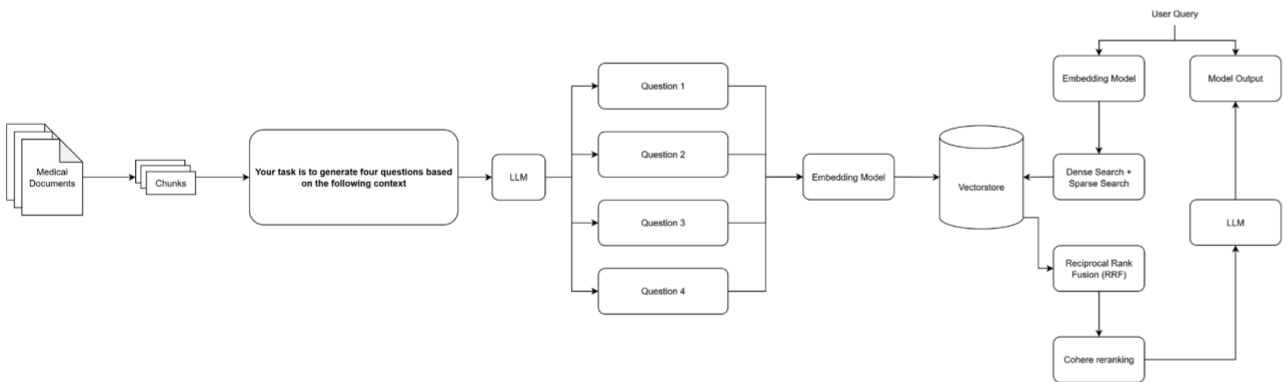 Medical
Documents
Chunks
Your task is to generate four questions based
on the following context
LLM
Question 1
Question 2
Question 3
Question 4
Embedding Model
Vectorstore
User Query
Embedding Model
Model Output
Dense Search +
Sparse Search
LLM
Reciprocal Rank
Fusion (RRF)
Cohere reranking